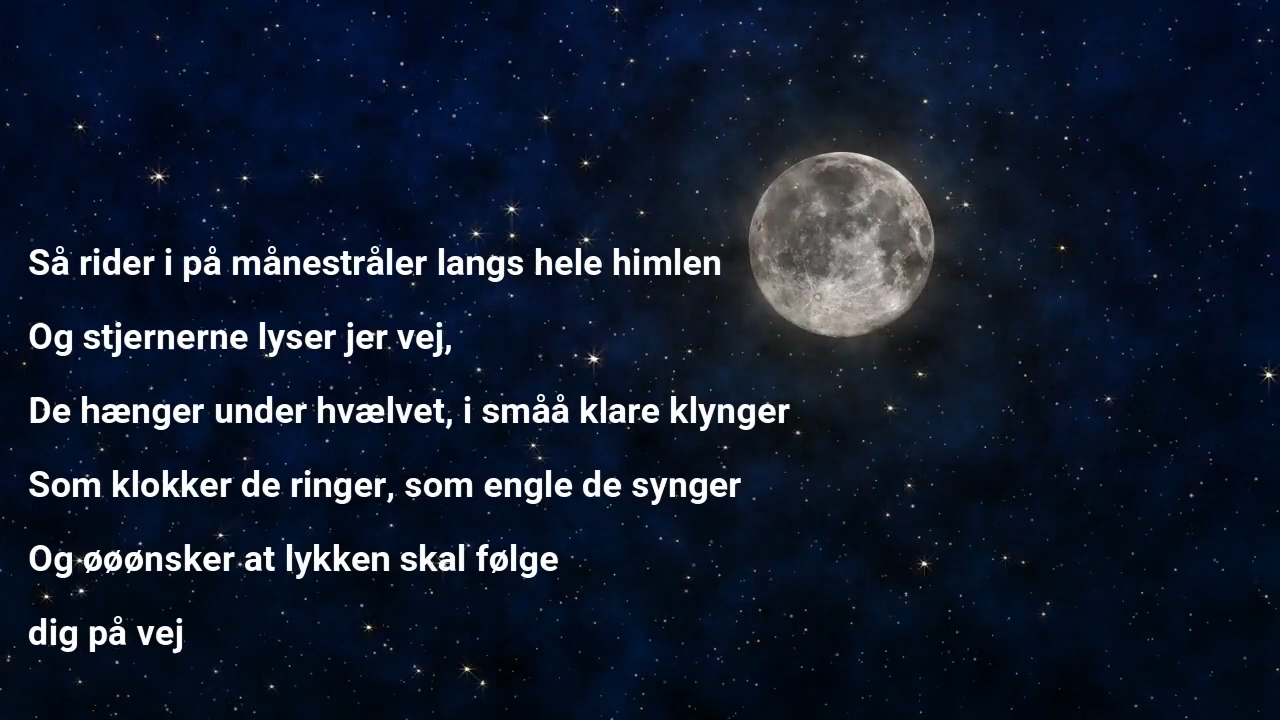 Så rider i på månestråler langs hele himlen
Og stjernerne lyser jer vej,
De hænger under hvælvet, i småå klare klynger
Som klokker de ringer, som engle de synger
Og øøønsker at lykken skal følge
dig på vej